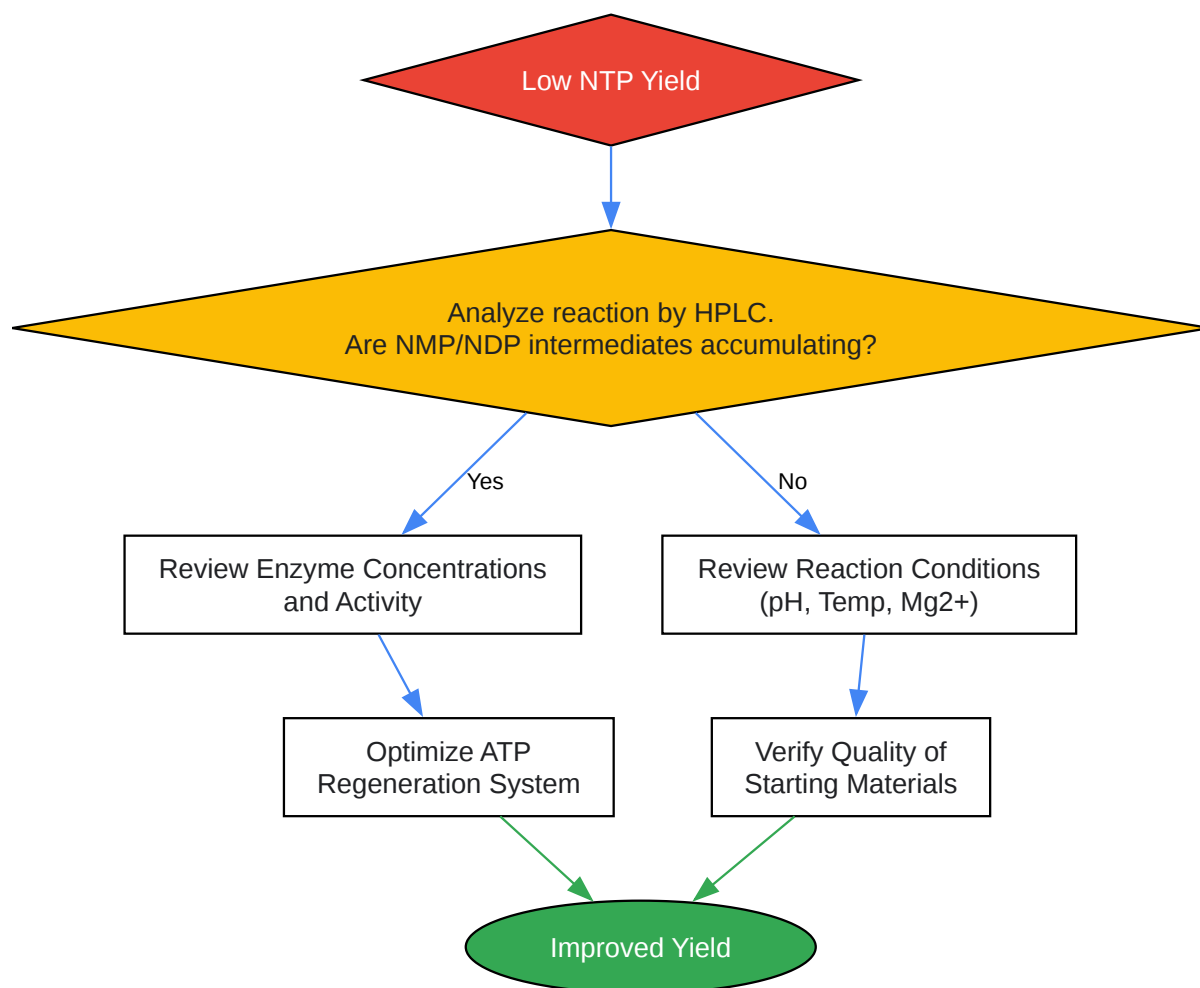 Low NTP Yield
Analyze reaction by HPLC.
Are NMP/NDP intermediates accumulating?
Yes
No
Review Enzyme Concentrations
and Activity
Review Reaction Conditions
(pH, Temp, Mg2+)
Optimize ATP
Regeneration System
Verify Quality of
Starting Materials
Improved Yield